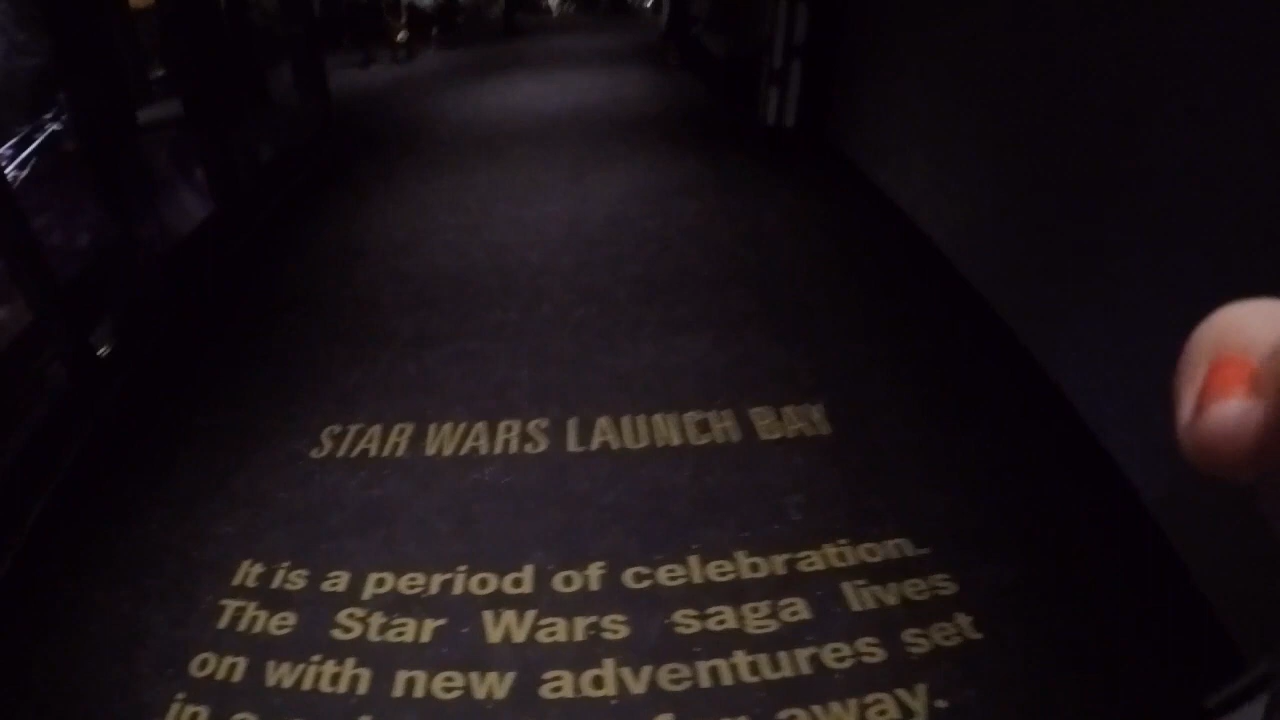 STAR WARS LAUNCH BAY
It is a period of celebration.
The Star Wars saga lives
on with new adventures set
in away.